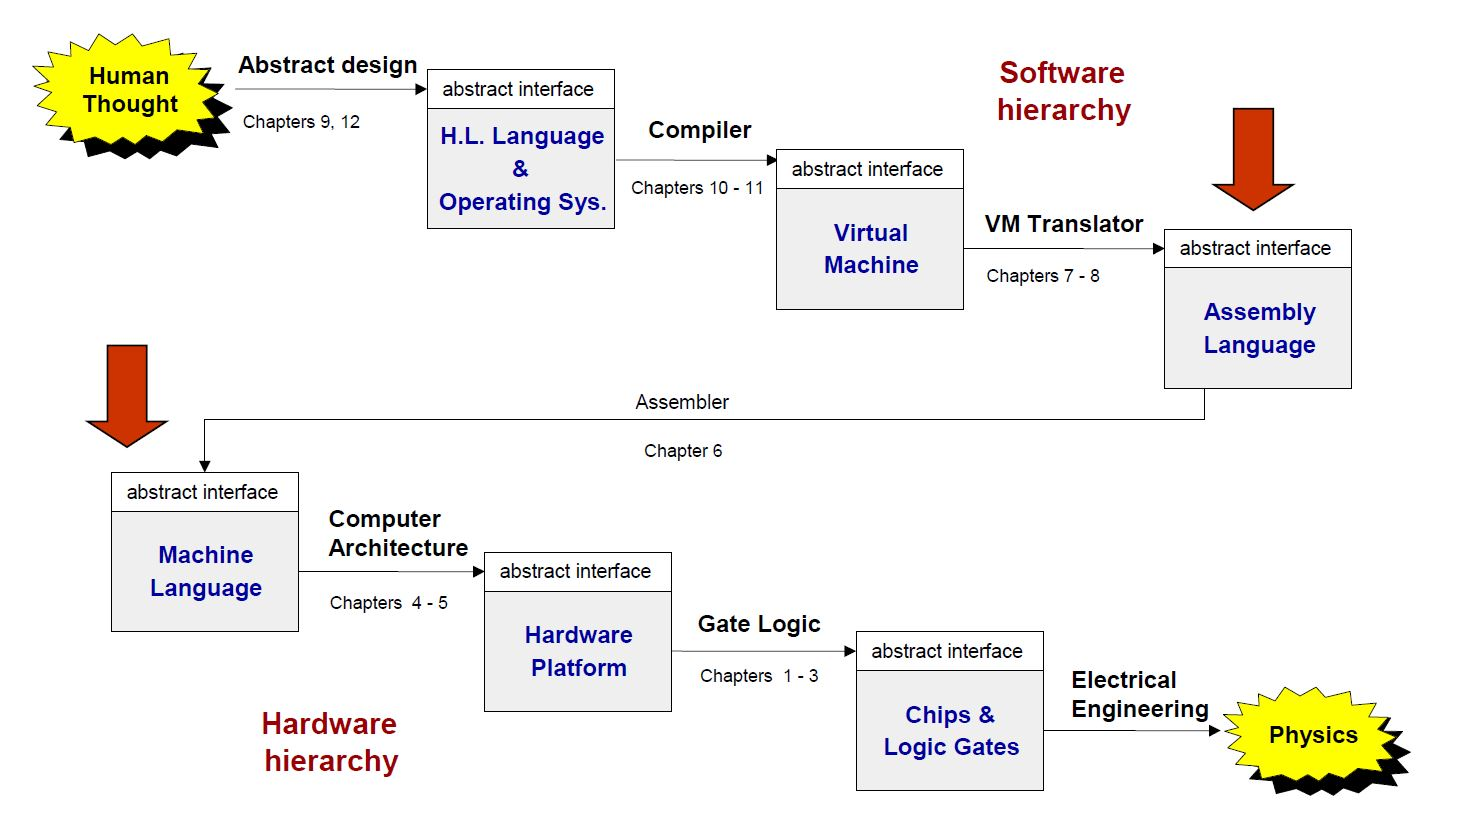 Human
Thought
Abstract design
Chapters 9, 12
abstract interface
H.L. Language
&
Operating Sys.
Compiler
Chapters 10 - 11
abstract interface
Virtual
Machine
Software
hierarchy
VM Translator
Chapters 7 - 8
abstract interface
Assembly
Language
Assembler
Chapter 6
abstract interface
Machine
Language
Computer
Architecture
Chapters 4 - 5
abstract interface
Hardware
Platform
Hardware
hierarchy
Gate Logic
Chapters 1 - 3
abstract interface
Chips &
Logic Gates
Electrical
Engineering
Physics